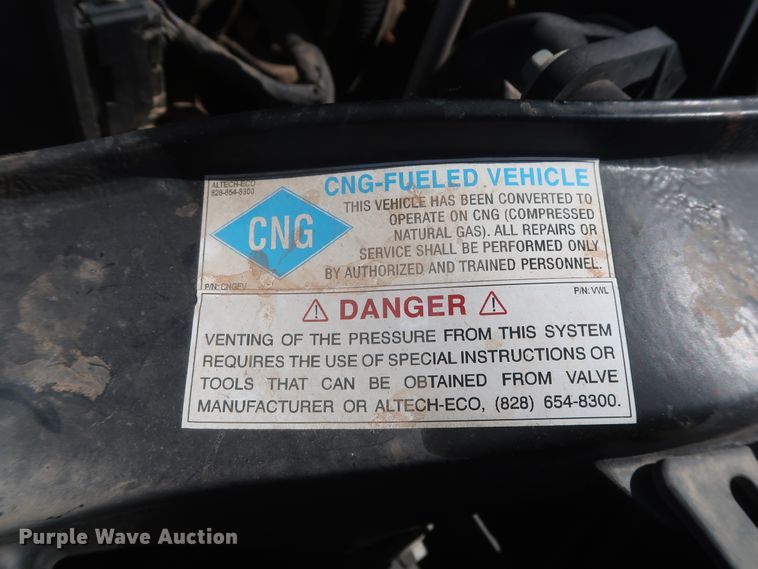 ALTECH-ECO
828-654-8300
CNG
CNG-FUELED VEHICLE
THIS VEHICLE HAS BEEN CONVERTED TO
OPERATE ON CNG (COMPRESSED
NATURAL GAS). ALL REPAIRS OR
SERVICE SHALL BE PERFORMED ONLY
BY AUTHORIZED AND TRAINED PERSONNEL.
P/N: CNGFV
P/N: VWL
DANGER
VENTING OF THE PRESSURE FROM THIS SYSTEM
REQUIRES THE USE OF SPECIAL INSTRUCTIONS OR
TOOLS THAT CAN BE OBTAINED FROM VALVE
MANUFACTURER OR ALTECH-ECO, (828) 654-8300.
Purple Wave Auction